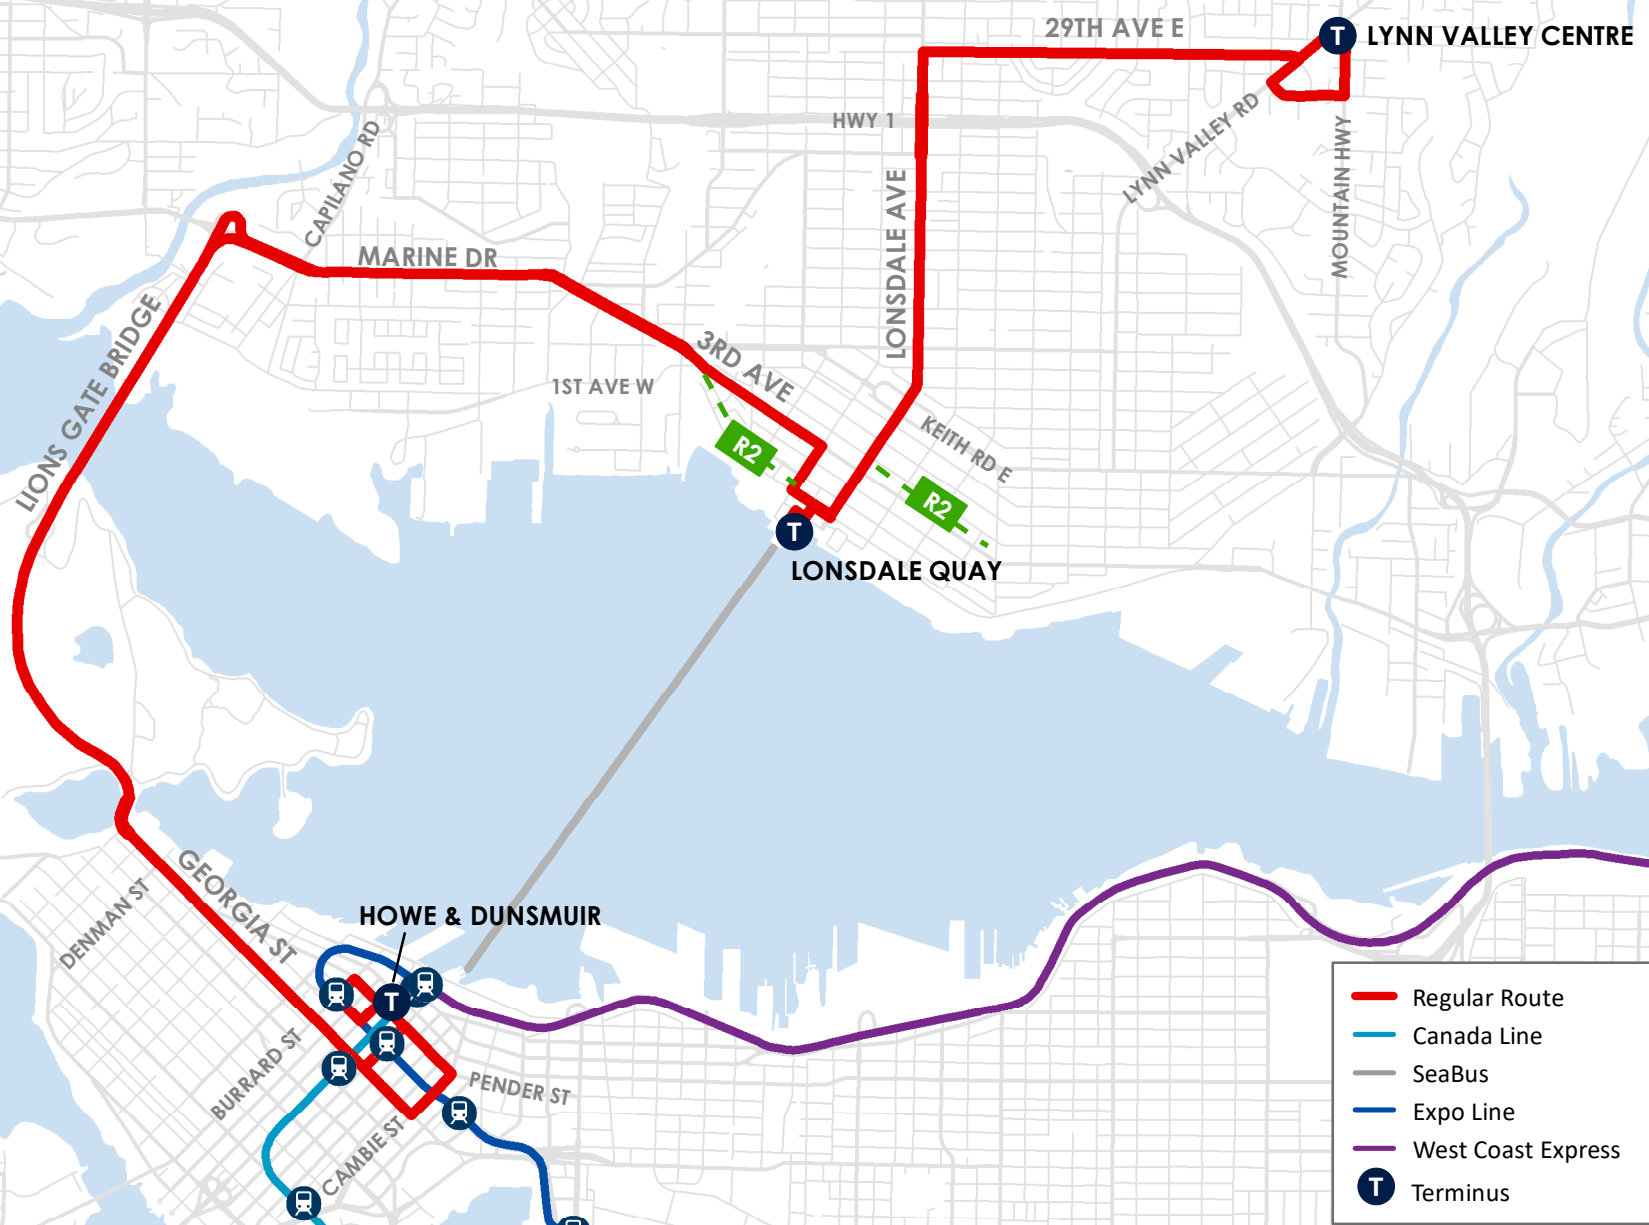 29TH AVE E
T
LYNN VALLEY CENTRE
HWY 1
LYNN VALLEY RD
MOUNTAIN HWY
CAPILANO RD
LONSDALE AVE
MARINE DR
LIONS GATE BRIDGE
3RD AVE
1ST AVE W
KEITH RD E
R2
R2
T
LONSDALE QUAY
GEORGIA ST
DENMAN ST
HOWE & DUNSMUIR
T
BURRARD ST
PENDER ST
CAMBIE ST
Regular Route
Canada Line
SeaBus
Expo Line
West Coast Express
T Terminus